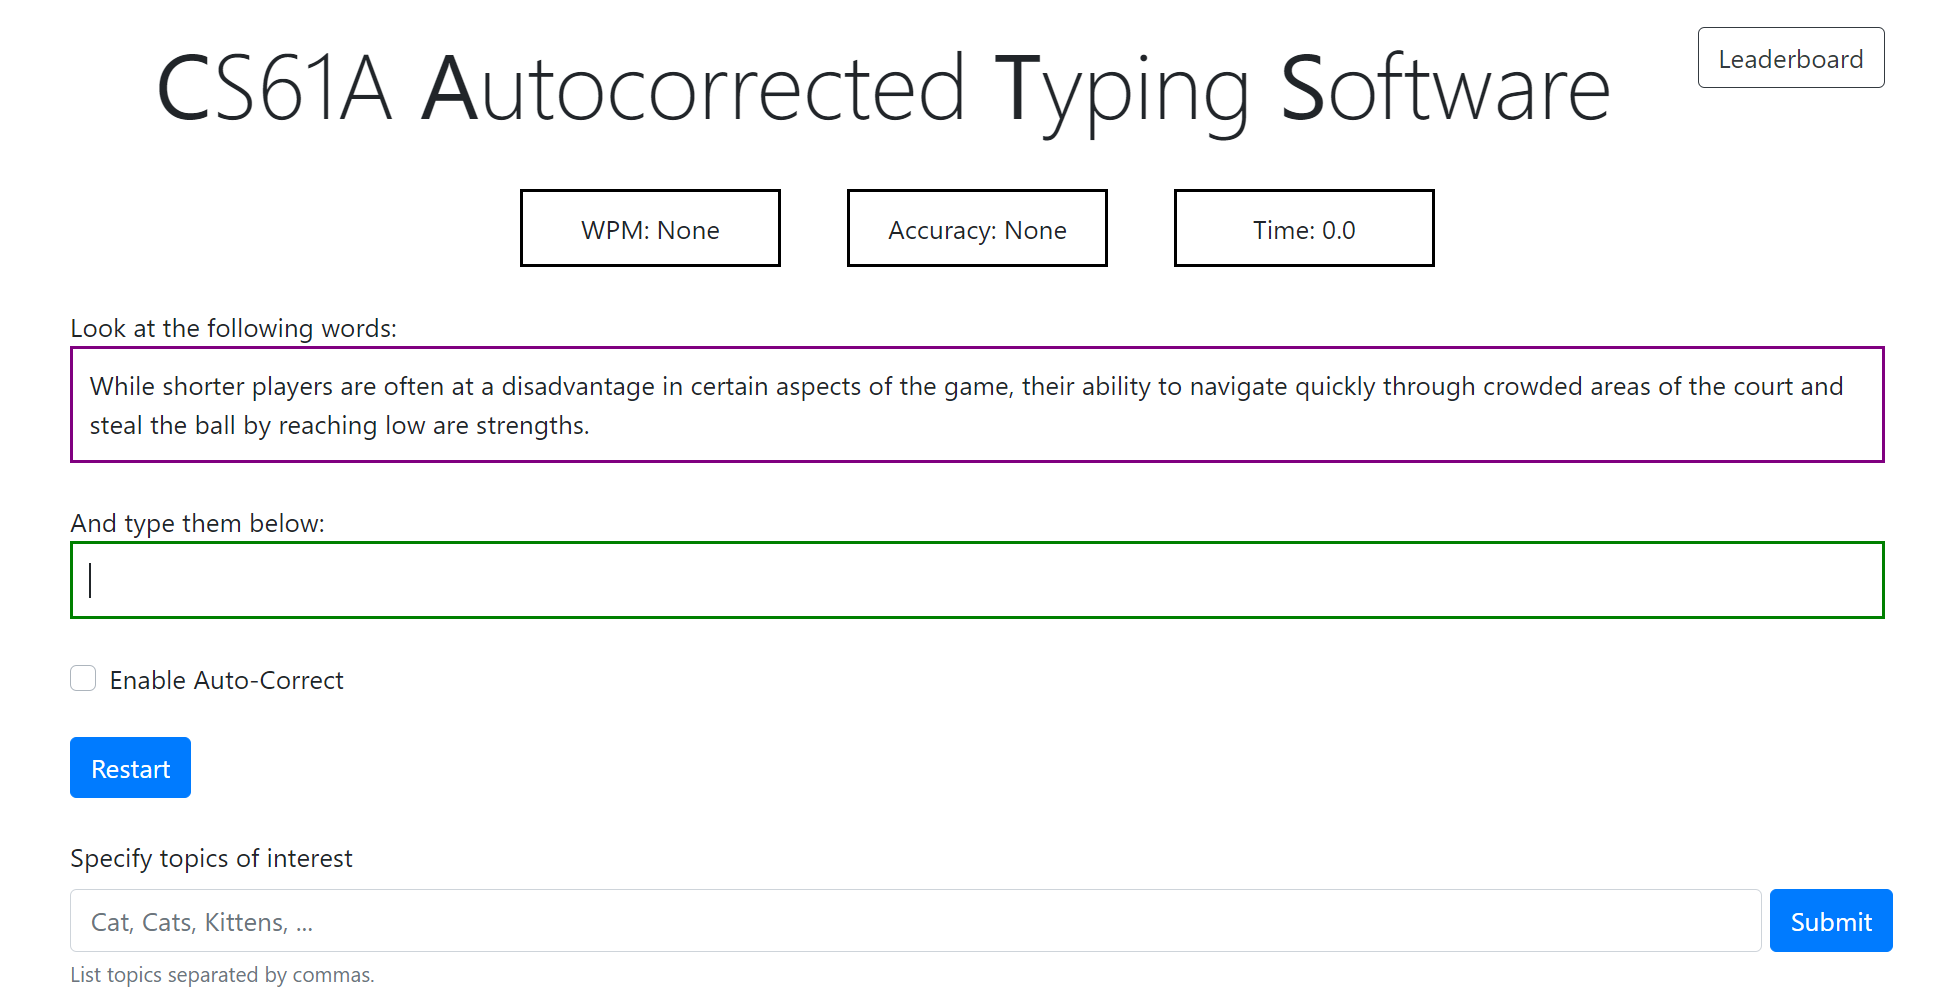 CS61A Autocorrected Typing Software
Leaderboard
WPM: None
Accuracy: None
Time: 0.0
Look at the following words:
While shorter players are often at a disadvantage in certain aspects of the game, their ability to navigate quickly through crowded areas of the court and
steal the ball by reaching low are strengths.
And type them below:
Enable Auto-Correct
Restart
Specify topics of interest
Cat, Cats, Kittens, ...
Submit
List topics separated by commas.